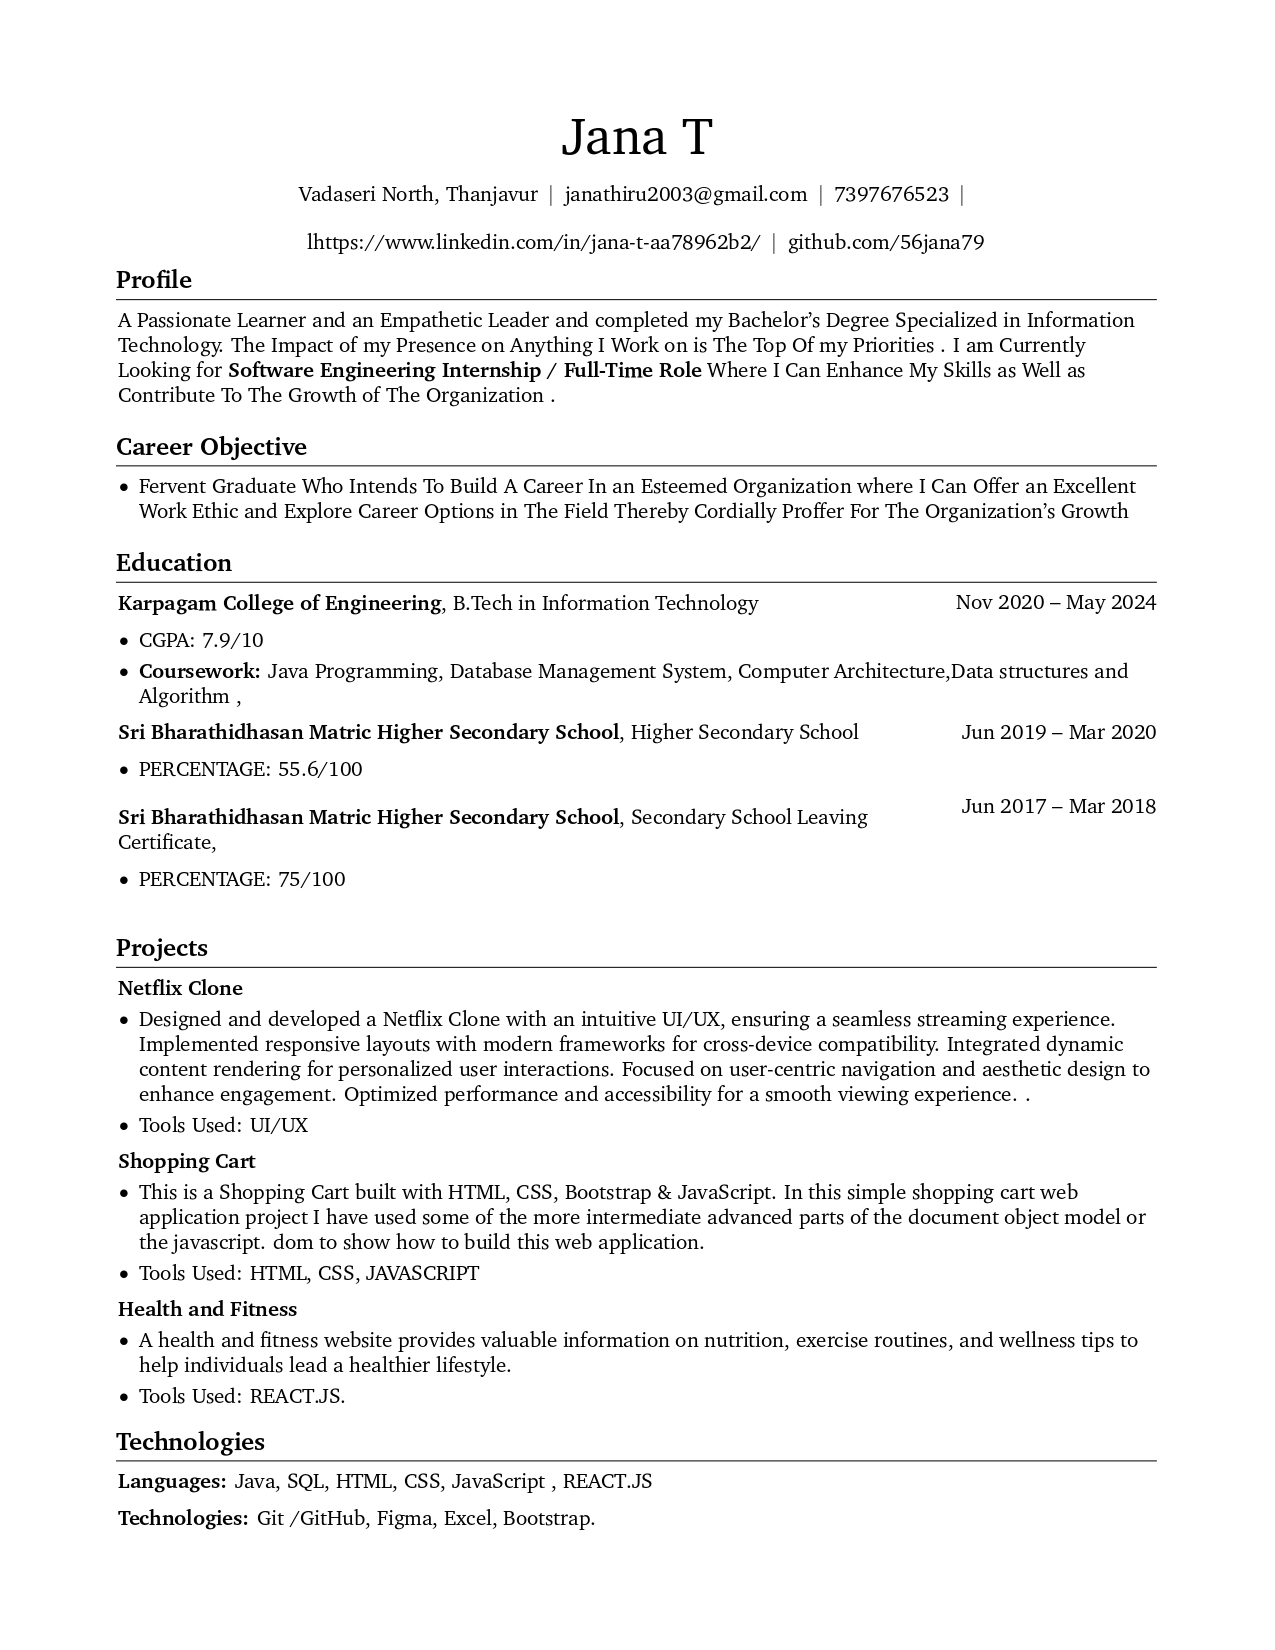 Jana T
Vadaseri North, Thanjavur | janathiru2003@gmail.com | 7397676523 |
lhttps://www.linkedin.com/in/jana-t-aa78962b2/ | github.com/56jana79
Profile
A Passionate Learner and an Empathetic Leader and completed my Bachelor’s Degree Specialized in Information
Technology. The Impact of my Presence on Anything I Work on is The Top Of my Priorities . I am Currently
Looking for Software Engineering Internship / Full-Time Role Where I Can Enhance My Skills as Well as
Contribute To The Growth of The Organization .
Career Objective
• Fervent Graduate Who Intends To Build A Career In an Esteemed Organization where I Can Offer an Excellent
Work Ethic and Explore Career Options in The Field Thereby Cordially Proffer For The Organization’s Growth
Education
Karpagam College of Engineering, B.Tech in Information Technology Nov 2020 – May 2024
• CGPA: 7.9/10
• Coursework: Java Programming, Database Management System, Computer Architecture,Data structures and
Algorithm ,
Sri Bharathidhasan Matric Higher Secondary School, Higher Secondary School Jun 2019 – Mar 2020
• PERCENTAGE: 55.6/100
Sri Bharathidhasan Matric Higher Secondary School, Secondary School Leaving Jun 2017 – Mar 2018
Certificate,
• PERCENTAGE: 75/100
Projects
Netflix Clone
• Designed and developed a Netflix Clone with an intuitive UI/UX, ensuring a seamless streaming experience.
Implemented responsive layouts with modern frameworks for cross-device compatibility. Integrated dynamic
content rendering for personalized user interactions. Focused on user-centric navigation and aesthetic design to
enhance engagement. Optimized performance and accessibility for a smooth viewing experience. .
• Tools Used: UI/UX
Shopping Cart
• This is a Shopping Cart built with HTML, CSS, Bootstrap & JavaScript. In this simple shopping cart web
application project I have used some of the more intermediate advanced parts of the document object model or
the javascript. dom to show how to build this web application.
• Tools Used: HTML, CSS, JAVASCRIPT
Health and Fitness
• A health and fitness website provides valuable information on nutrition, exercise routines, and wellness tips to
help individuals lead a healthier lifestyle.
• Tools Used: REACT.JS.
Technologies
Languages: Java, SQL, HTML, CSS, JavaScript , REACT.JS
Technologies: Git /GitHub, Figma, Excel, Bootstrap.